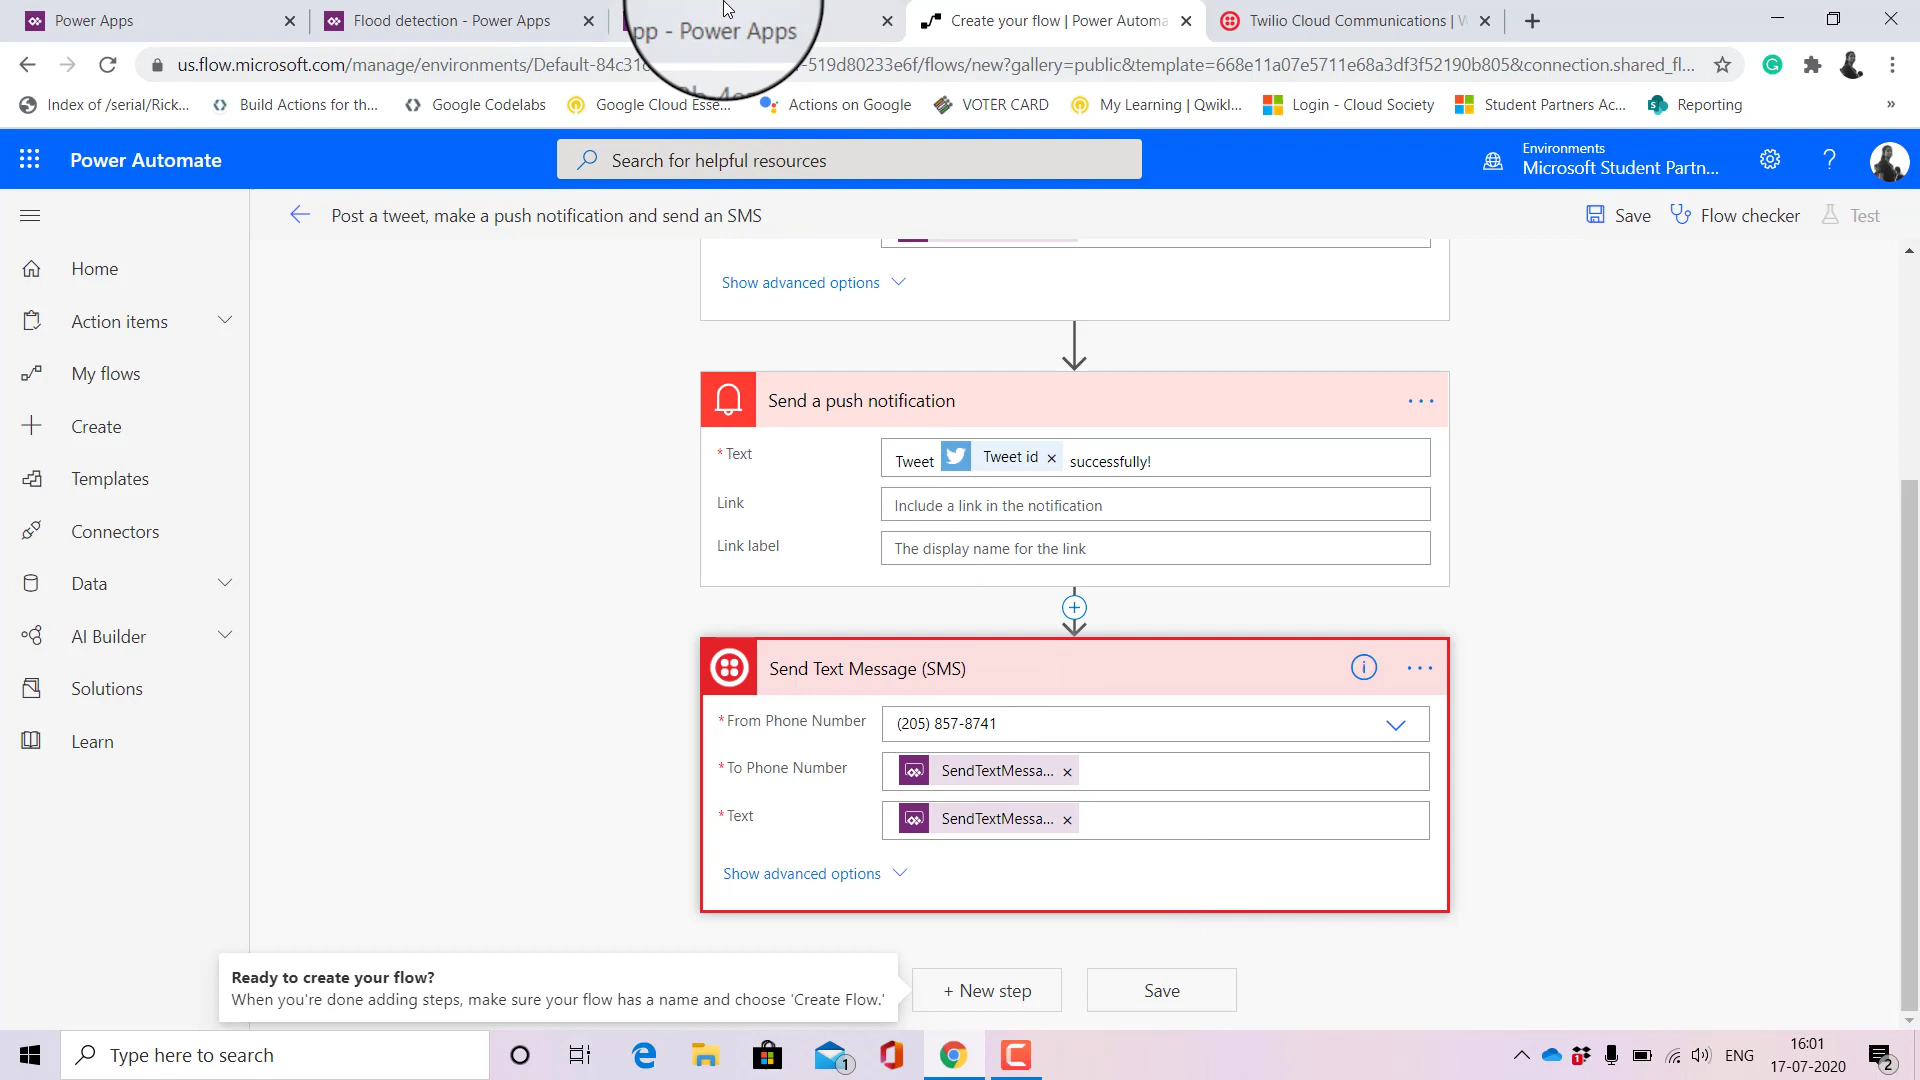 Power Apps
Flood detection - Power Apps
pp - Power Apps
Create your flow | Power Automa
Twilio Cloud Communications | W
us.flow.microsoft.com/manage/environments/Default-84c31
-519d80233e6f/flows/new?gallery=public&template=668e11a07e5711e68a3df3f52190b805&connection.shared_fl...
Index of /serial/Rick...
Build Actions for th...
Google Codelabs
Google Cloud Esse...
Actions on Google
VOTER CARD
My Learning | Qwikl...
Login - Cloud Society
Student Partners Ac...
Reporting
»
Power Automate
Search for helpful resources
Environments
Microsoft Student Partn...
?
Post a tweet, make a push notification and send an SMS
Save
Flow checker
Test
Home
Action items
My flows
Create
Templates
Connectors
Data
AI Builder
Solutions
Learn
Show advanced options
Send a push notification
...
* Text
Tweet Tweet id × successfully!
Link
Include a link in the notification
Link label
The display name for the link
Send Text Message (SMS)
...
* From Phone Number
(205) 857-8741
* To Phone Number
SendTextMessa... ×
* Text
SendTextMessa... ×
Show advanced options
Ready to create your flow?
When you're done adding steps, make sure your flow has a name and choose 'Create Flow.'
+ New step
Save
Type here to search
1
1
ENG
16:01
17-07-2020
2